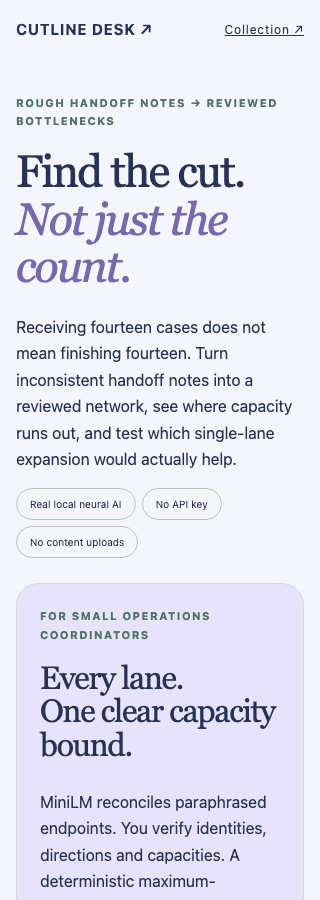 CUTLINE DESK ↗
Collection ↗
ROUGH HANDOFF NOTES → REVIEWED
BOTTLENECKS
Find the cut.
Not just the
count.
Receiving fourteen cases does not
mean finishing fourteen. Turn
inconsistent handoff notes into a
reviewed network, see where capacity
runs out, and test which single-lane
expansion would actually help.
Real local neural AI
No API key
No content uploads
FOR SMALL OPERATIONS
COORDINATORS
Every lane.
One clear capacity
bound.
MiniLM reconciles paraphrased
endpoints. You verify identities,
directions and capacities. A
deterministic maximum-